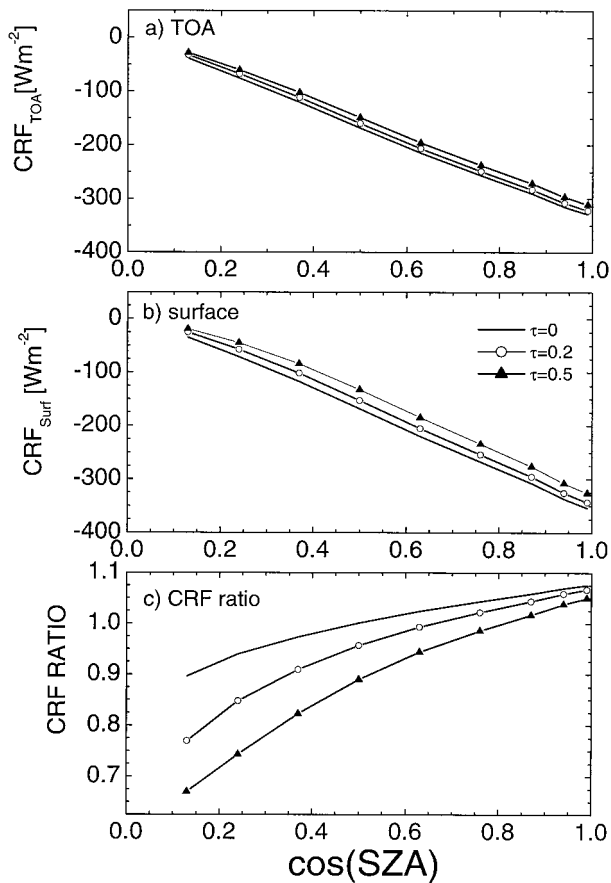 a) TOA
CRF_TOA [Wm^-2]
0
-100
-200
-300
-400
0.0 0.2 0.4 0.6 0.8 1.0
b) surface
CRF_Surf [Wm^-2]
0
-100
-200
-300
-400
τ=0
τ=0.2
τ=0.5
0.0 0.2 0.4 0.6 0.8 1.0
c) CRF ratio
CRF RATIO
1.1
1.0
0.9
0.8
0.7
0.0 0.2 0.4 0.6 0.8 1.0
cos(SZA)